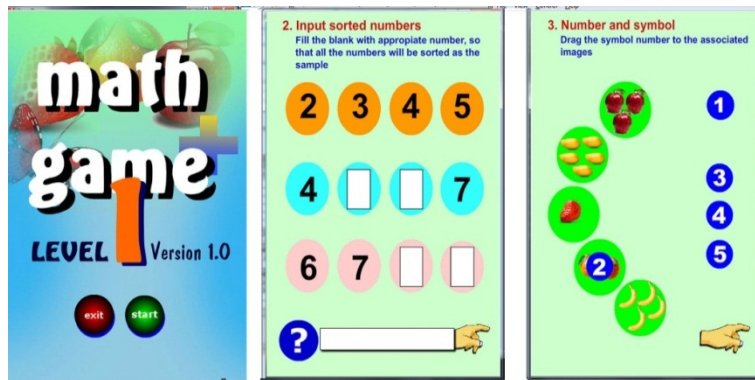 math
game
LEVEL 1 Version 1.0
exit start
2. Input sorted numbers
Fill the blank with appropiate number, so
that all the numbers will be sorted as the
sample
2 3 4 5
4 7
6 7
?
3. Number and symbol
Drag the symbol number to the associated
images
1
3
4
5
2